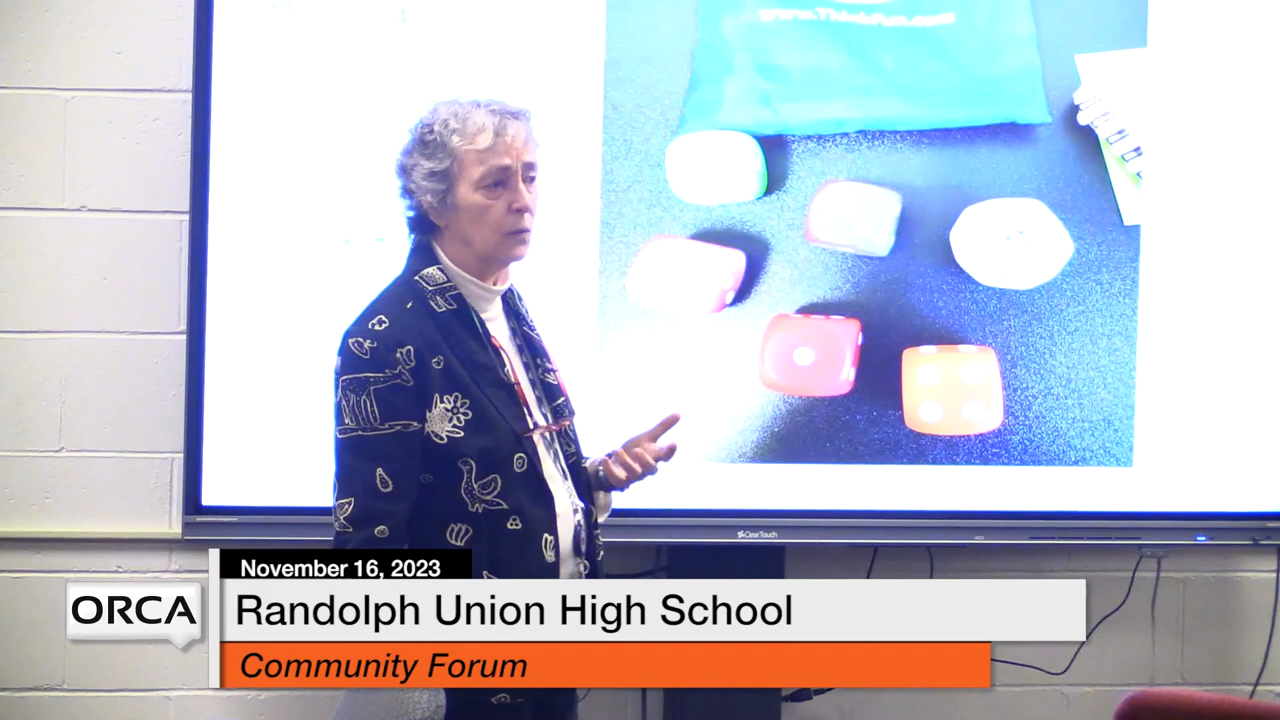 www.ThinkFun.com
ClearTouch
November 16, 2023
ORCA
Randolph Union High School
Community Forum